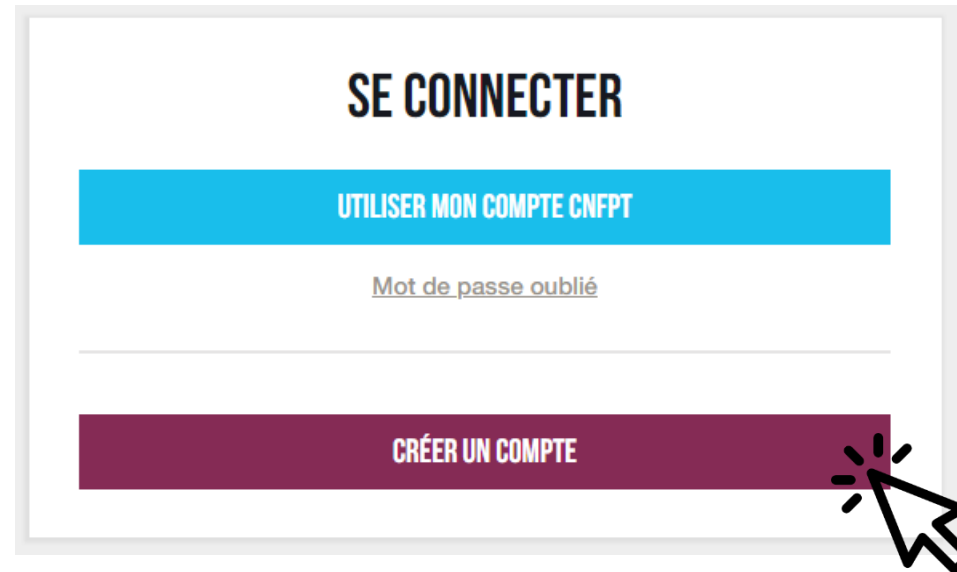 SE CONNECTER
UTILISER MON COMPTE CNFPT
Mot de passe oublié
CRÉER UN COMPTE